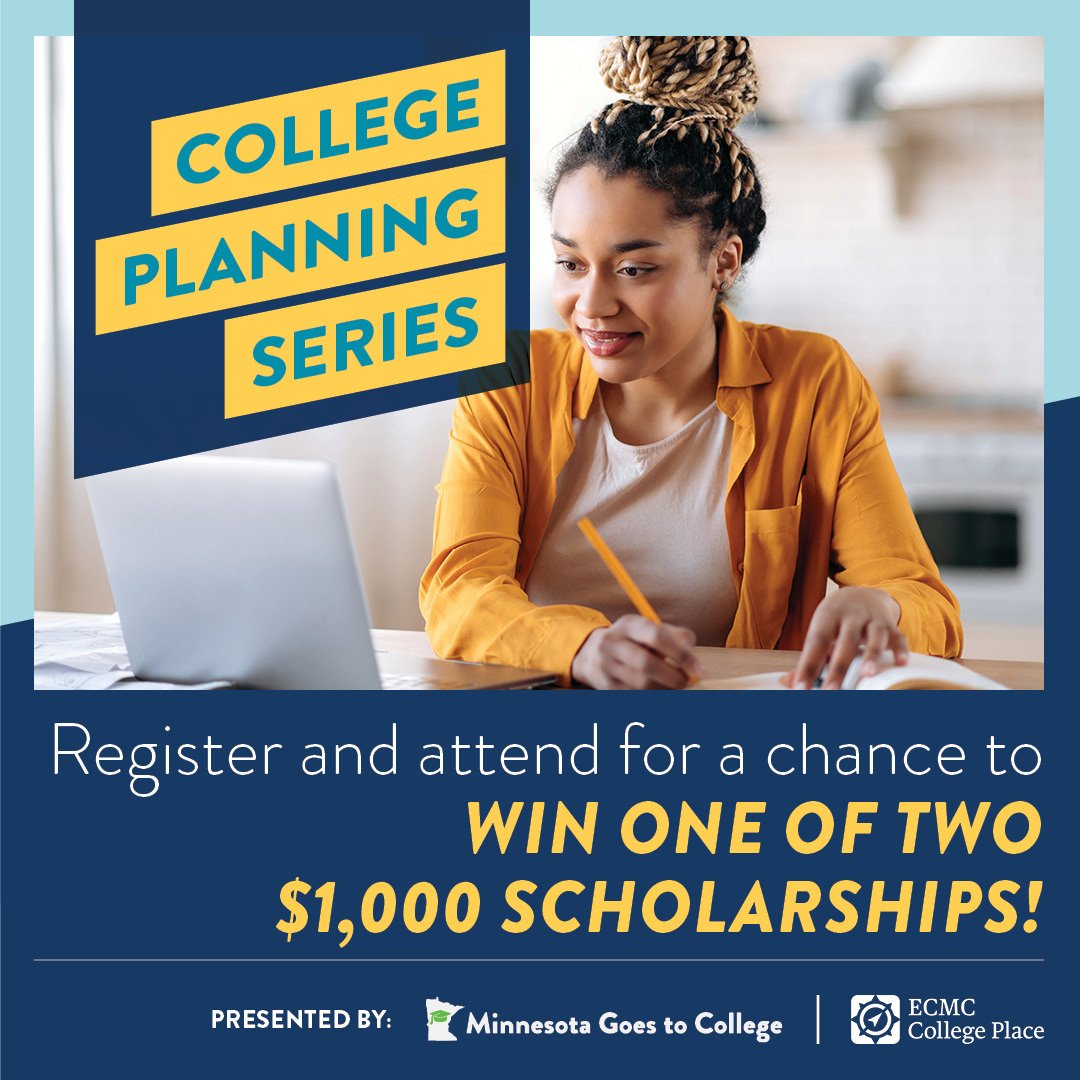 COLLEGE
PLANNING
SERIES
Register and attend for a chance to
WIN ONE OF TWO
$1,000 SCHOLARSHIPS!
PRESENTED BY: Minnesota Goes to College
ECMC
College Place